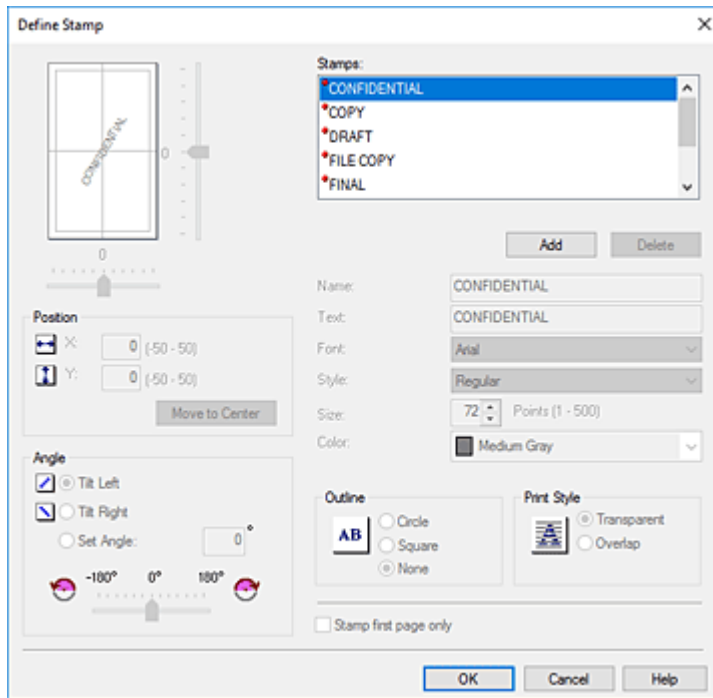 Define Stamp
CONFIDENTIAL
0
0
Position
X: 0 (-50 - 50)
Y: 0 (-50 - 50)
Move to Center
Angle
Tilt Left
Tilt Right
Set Angle: 0 °
-180° 0° 180°
Stamps:
CONFIDENTIAL
COPY
DRAFT
FILE COPY
FINAL
Add Delete
Name: CONFIDENTIAL
Text: CONFIDENTIAL
Font: Arial
Style: Regular
Size: 72 Points (1 - 500)
Color: Medium Gray
Outline
AB
Circle
Square
None
Print Style
Transparent
Overlap
Stamp first page only
OK Cancel Help